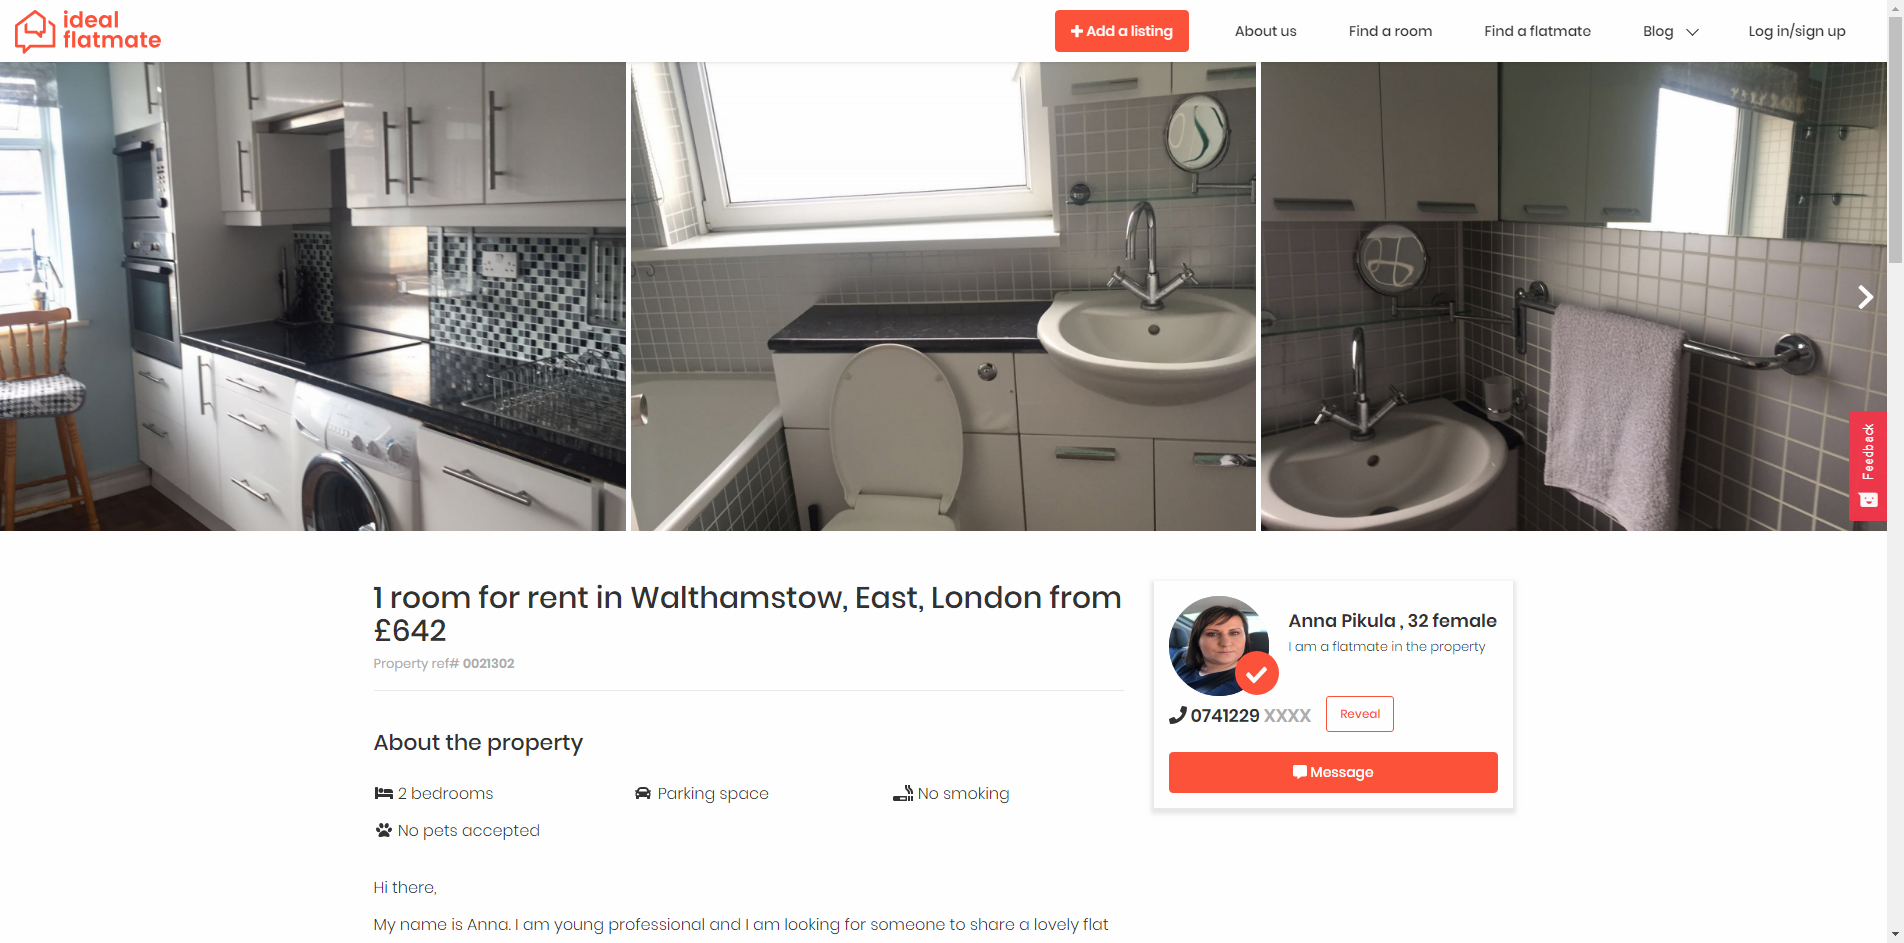 ideal
flatmate
Add a listing
About us
Find a room
Find a flatmate
Blog
Log in/sign up
Feedback
1 room for rent in Walthamstow, East, London from
£642
Property ref# 0021302
Anna Pikula , 32 female
I am a flatmate in the property
0741229 XXXX
Reveal
Message
About the property
2 bedrooms
Parking space
No smoking
No pets accepted
Hi there,
My name is Anna. I am young professional and I am looking for someone to share a lovely flat